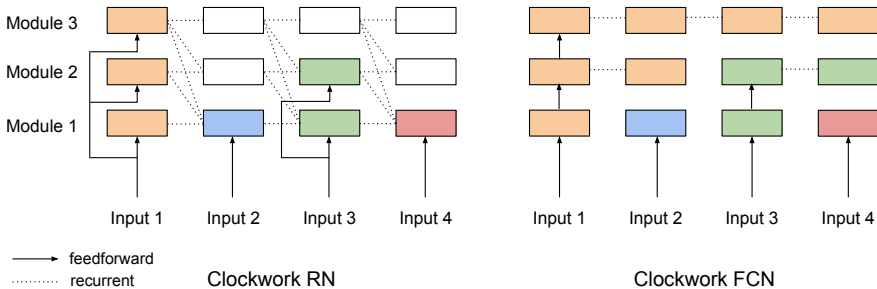 Module 3
Module 2
Module 1
Input 1 Input 2 Input 3 Input 4
Input 1 Input 2 Input 3 Input 4
feedforward
recurrent
Clockwork RN
Clockwork FCN